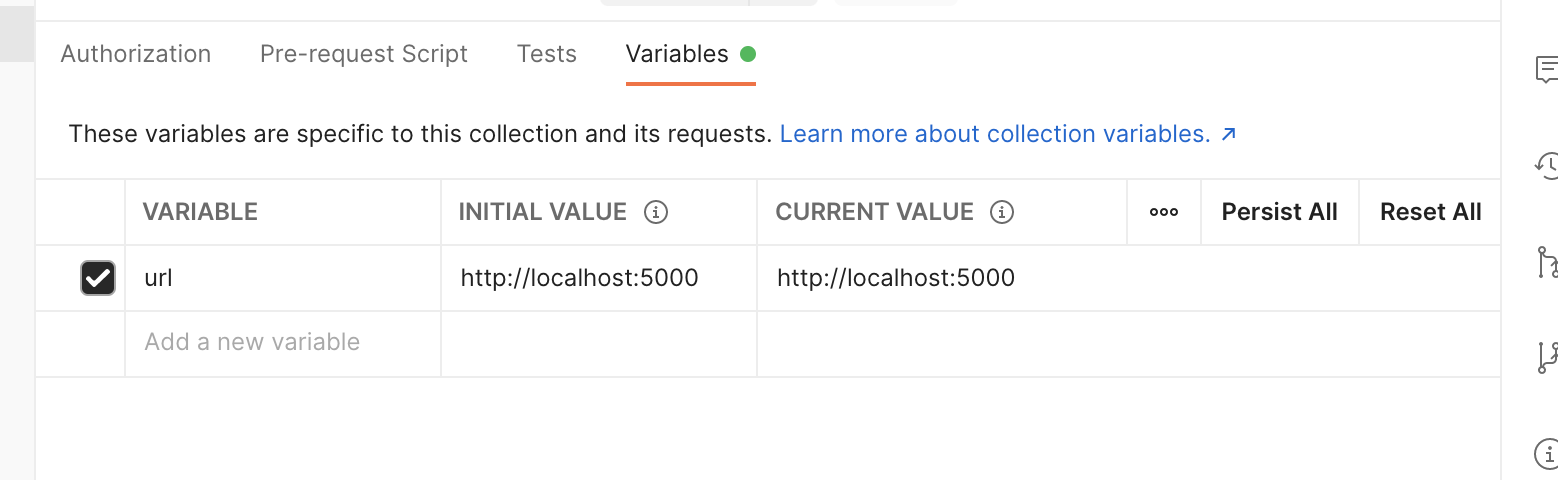 Authorization Pre-request Script Tests Variables
These variables are specific to this collection and its requests. Learn more about collection variables. ↗
VARIABLE INITIAL VALUE CURRENT VALUE Persist All Reset All
url http://localhost:5000 http://localhost:5000
Add a new variable